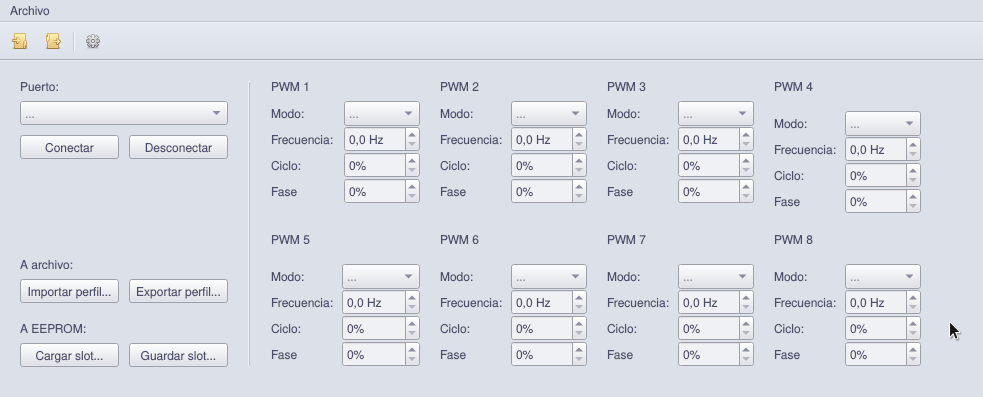 Archivo
Puerto:
...
Conectar Desconectar
A archivo:
Importar perfil... Exportar perfil...
A EEPROM:
Cargar slot... Guardar slot...
PWM 1
Modo: ...
Frecuencia: 0,0 Hz
Ciclo: 0%
Fase 0%
PWM 2
Modo: ...
Frecuencia: 0,0 Hz
Ciclo: 0%
Fase 0%
PWM 3
Modo: ...
Frecuencia: 0,0 Hz
Ciclo: 0%
Fase 0%
PWM 4
Modo: ...
Frecuencia: 0,0 Hz
Ciclo: 0%
Fase 0%
PWM 5
Modo: ...
Frecuencia: 0,0 Hz
Ciclo: 0%
Fase 0%
PWM 6
Modo: ...
Frecuencia: 0,0 Hz
Ciclo: 0%
Fase 0%
PWM 7
Modo: ...
Frecuencia: 0,0 Hz
Ciclo: 0%
Fase 0%
PWM 8
Modo: ...
Frecuencia: 0,0 Hz
Ciclo: 0%
Fase 0%